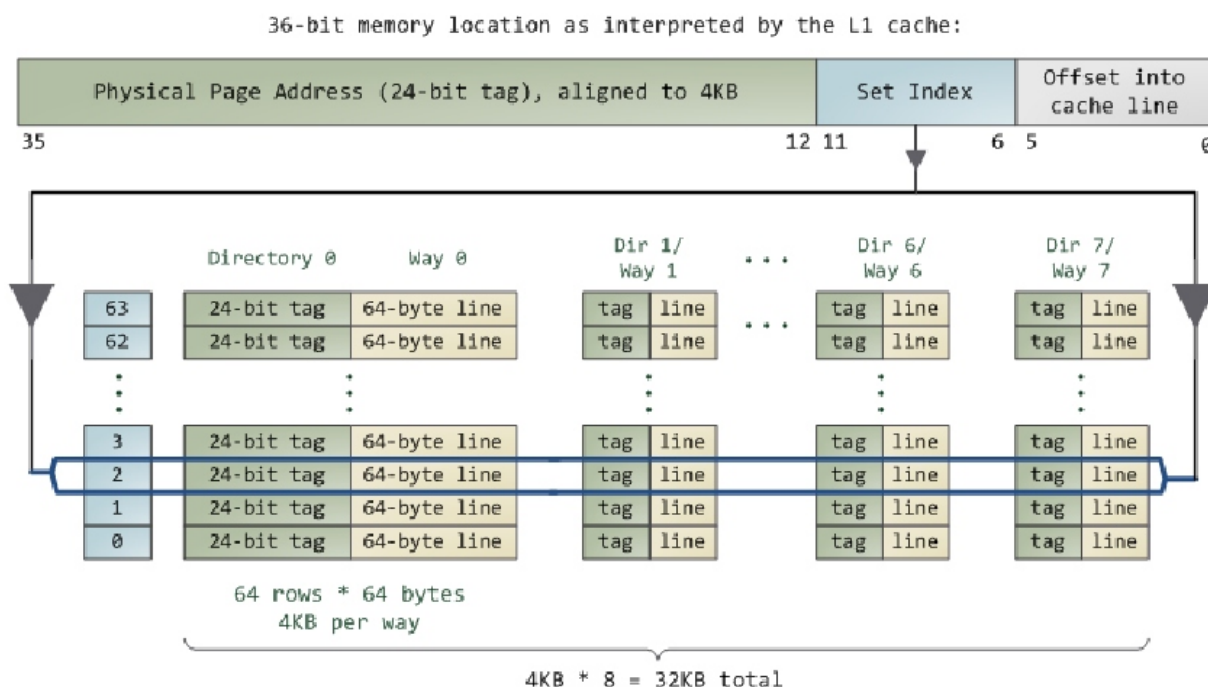 36-bit memory location as interpreted by the L1 cache:
Physical Page Address (24-bit tag), aligned to 4KB
Set Index
Offset into
cache line
35 12 11 6 5 0
Directory 0 Way 0 Dir 1/ Way 1 ... Dir 6/ Way 6 Dir 7/ Way 7
63 24-bit tag 64-byte line tag line ... tag line tag line
62 24-bit tag 64-byte line tag line tag line tag line
3 24-bit tag 64-byte line tag line tag line tag line
2 24-bit tag 64-byte line tag line tag line tag line
1 24-bit tag 64-byte line tag line tag line tag line
0 24-bit tag 64-byte line tag line tag line tag line
64 rows * 64 bytes
4KB per way
4KB * 8 = 32KB total